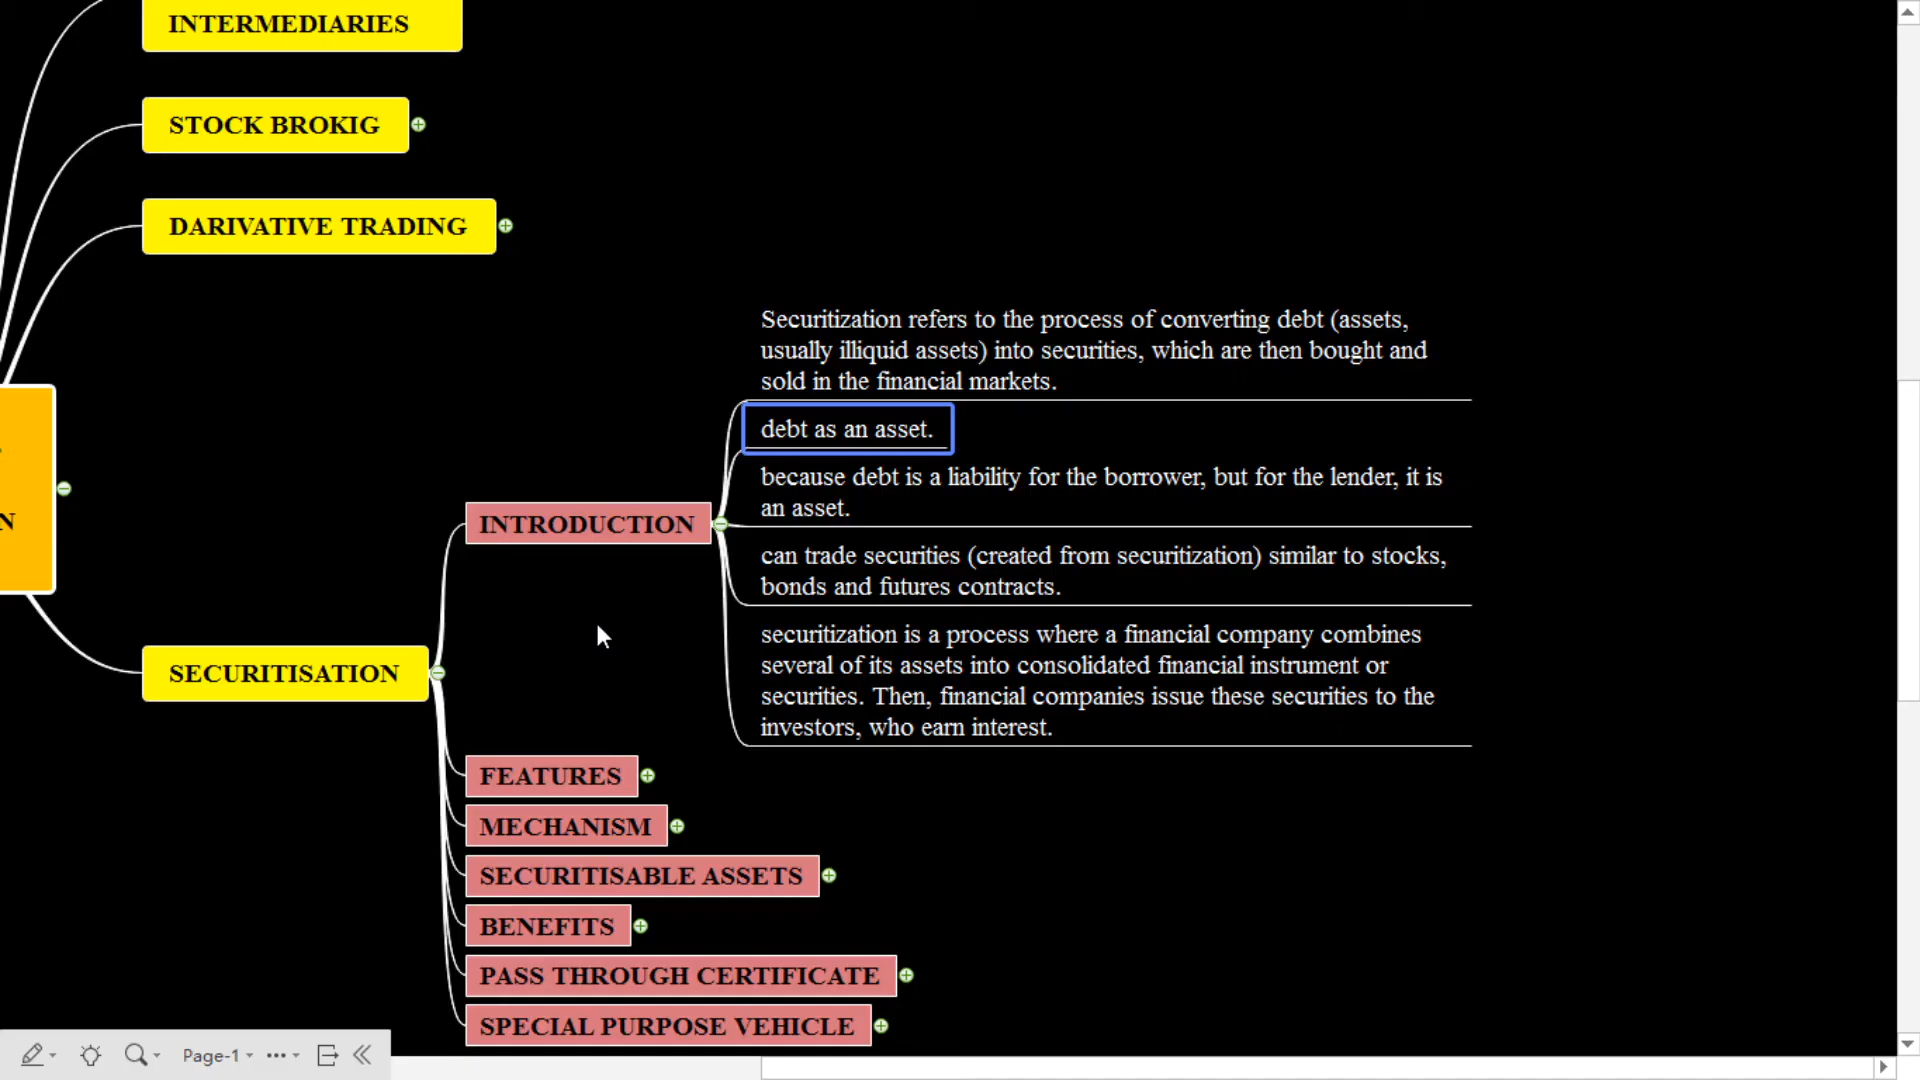 INTERMEDIARIES
STOCK BROKIG
DARIVATIVE TRADING
N
SECURITISATION
INTRODUCTION
Securitization refers to the process of converting debt (assets,
usually illiquid assets) into securities, which are then bought and
sold in the financial markets.
debt as an asset.
because debt is a liability for the borrower, but for the lender, it is
an asset.
can trade securities (created from securitization) similar to stocks,
bonds and futures contracts.
securitization is a process where a financial company combines
several of its assets into consolidated financial instrument or
securities. Then, financial companies issue these securities to the
investors, who earn interest.
FEATURES
MECHANISM
SECURITISABLE ASSETS
BENEFITS
PASS THROUGH CERTIFICATE
SPECIAL PURPOSE VEHICLE
Page-1